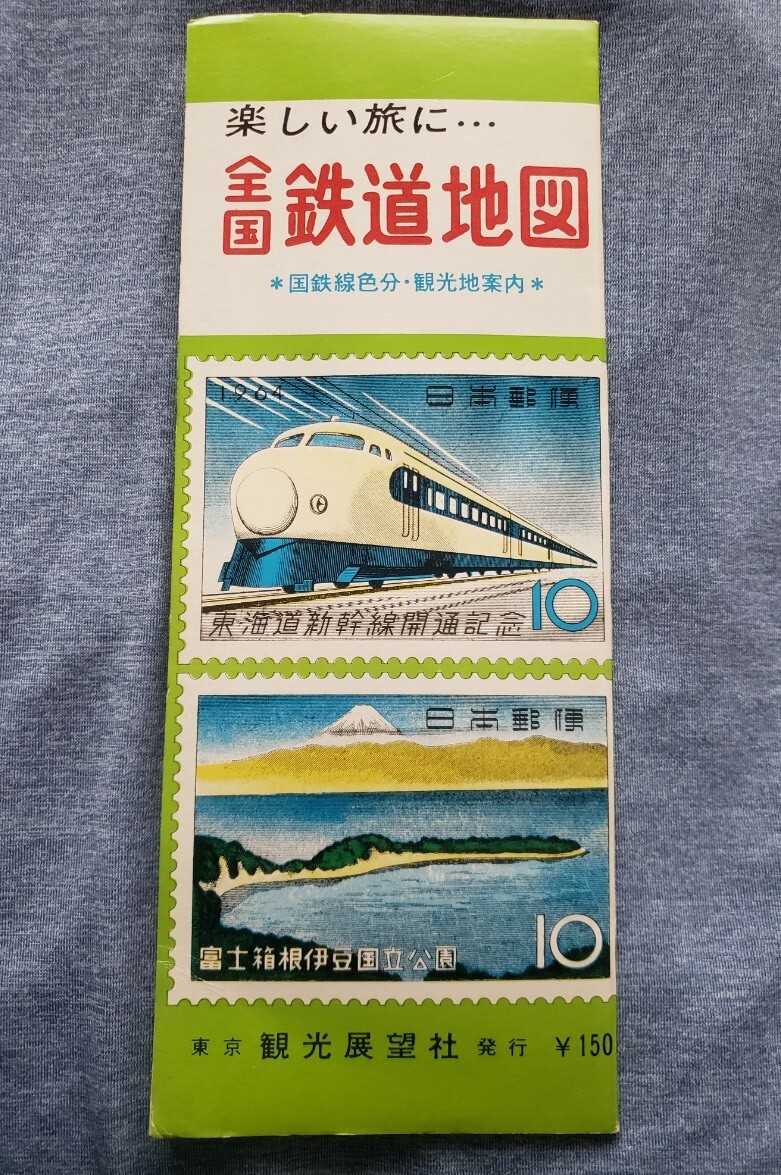 楽しい旅に…
全国鉄道地図
＊国鉄線色分・観光地案内＊
1964 日本郵便
10
東海道新幹線開通記念
日本郵便
10
富士箱根伊豆国立公園
東京 観光展望社 発行 ￥150